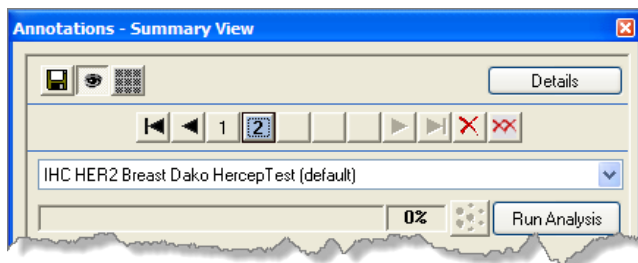 Annotations - Summary View
Details
1 2
IHC HER2 Breast Dako HercepTest (default)
0% Run Analysis